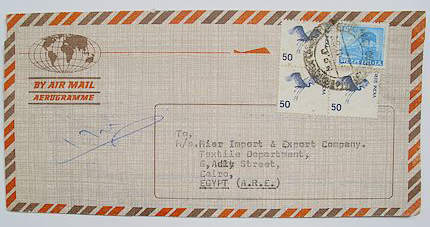 BY AIR MAIL
AEROGRAMME
50
50
50
To,
M/s.Misr Import & Export Company.
Textile Department,
6,Adly Street,
Cairo,
EGYPT (A.R.E.)